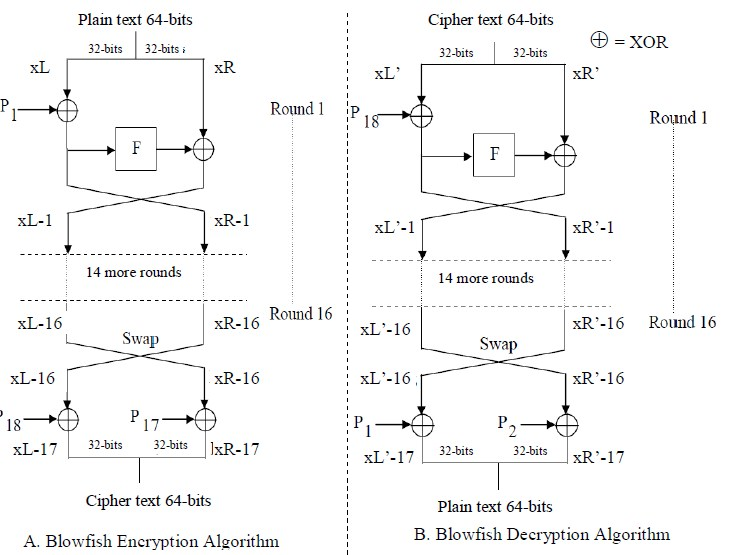 Plain text 64-bits
32-bits 32-bits
xL xR
P1
F
Round 1
xL-1 xR-1
14 more rounds
xL-16 xR-16
Round 16
Swap
xL-16 xR-16
P18 P17
xL-17 32-bits 32-bits xR-17
Cipher text 64-bits
A. Blowfish Encryption Algorithm
Cipher text 64-bits
⊕ = XOR
32-bits 32-bits
xL’ xR’
P18
F
Round 1
xL’-1 xR’-1
14 more rounds
xL’-16 xR’-16
Round 16
Swap
xL’-16 xR’-16
P1 P2
xL’-17 32-bits 32-bits xR’-17
Plain text 64-bits
B. Blowfish Decryption Algorithm